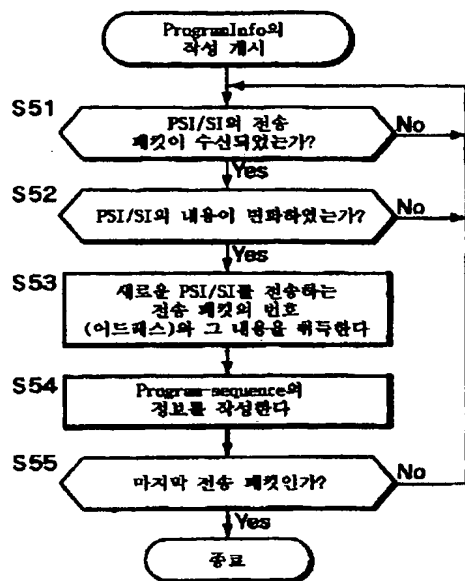 ProgramInfo의
작성 개시
S51
PSI/SI의 전송
패킷이 수신되었는가?
No
Yes
S52
PSI/SI의 내용이 변화하였는가?
No
Yes
S53
새로운 PSI/SI를 전송하는
전송 패킷의 번호
(어드레스)와 그 내용을 취득한다
S54
Program-sequence의
정보를 작성한다
S55
마지막 전송 패킷인가?
No
Yes
종료